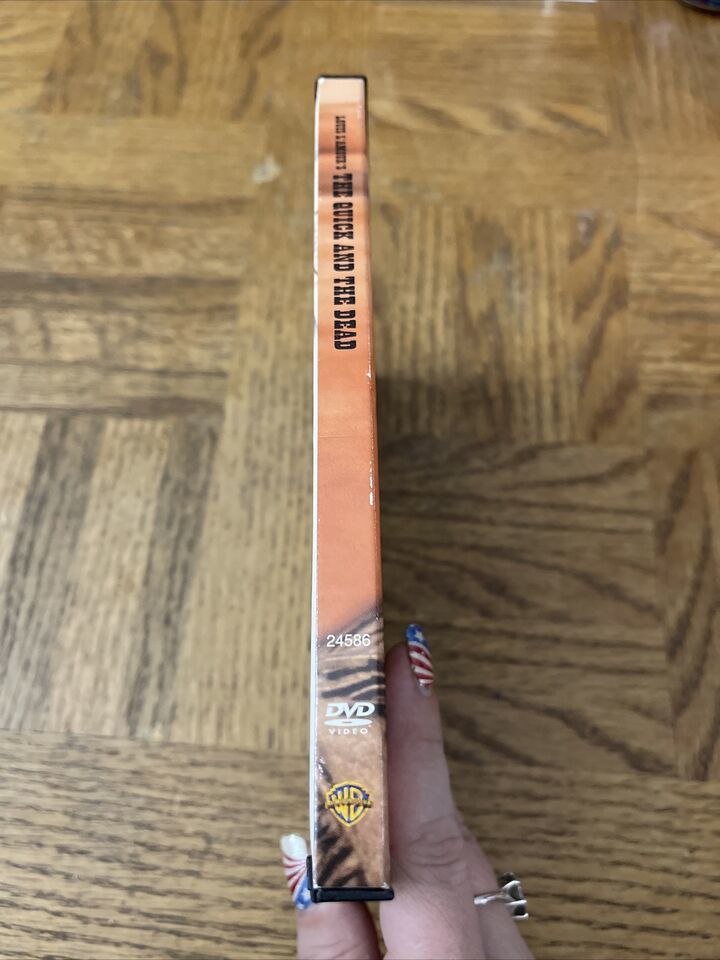 LOUIS L'AMOUR'S THE QUICK AND THE DEAD
24586
DVD
VIDEO
WB